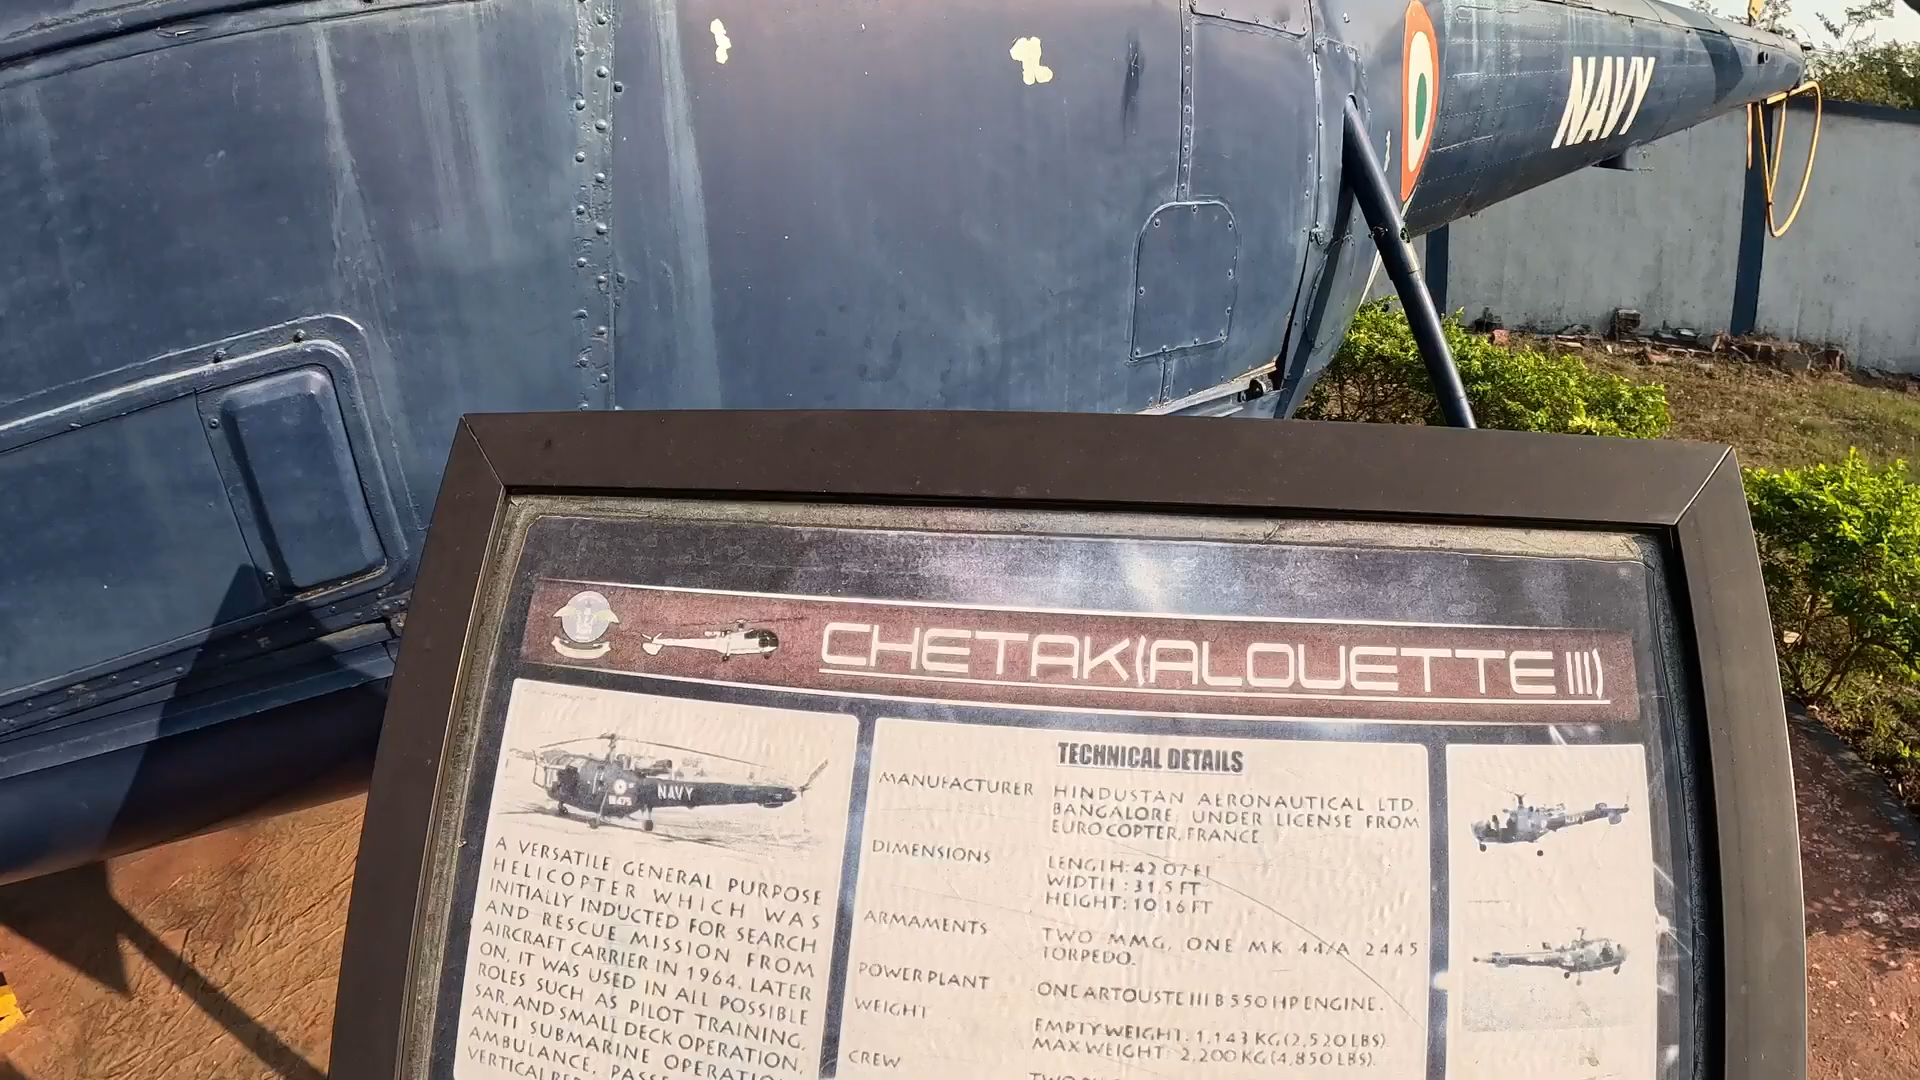 NAVY
CHETAK(ALOUETTE III)
NAVY
A VERSATILE GENERAL PURPOSE
HELICOPTER WHICH WAS
INITIALLY INDUCTED FOR SEARCH
AND RESCUE MISSION FROM
AIRCRAFT CARRIER IN 1964. LATER
ON, IT WAS USED IN ALL POSSIBLE
ROLES SUCH AS PILOT TRAINING,
SAR, AND SMALL DECK OPERATION,
ANTI SUBMARINE
AMBULANCE,
TECHNICAL DETAILS
MANUFACTURER HINDUSTAN AERONAUTICAL LTD.
BANGALORE, UNDER LICENSE FROM
EUROCOPTER, FRANCE.
DIMENSIONS LENGTH: 42.07 FT
WIDTH : 31.5 FT
HEIGHT: 10.16 FT
ARMAMENTS TWO MMG, ONE MK 44/A 2445
TORPEDO.
POWER PLANT ONE ARTOUSTE III B 550 HP ENGINE.
WEIGHT EMPTY WEIGHT: 1,143 KG (2,520 LBS).
MAX WEIGHT: 2,200 KG (4,850 LBS).
CREW